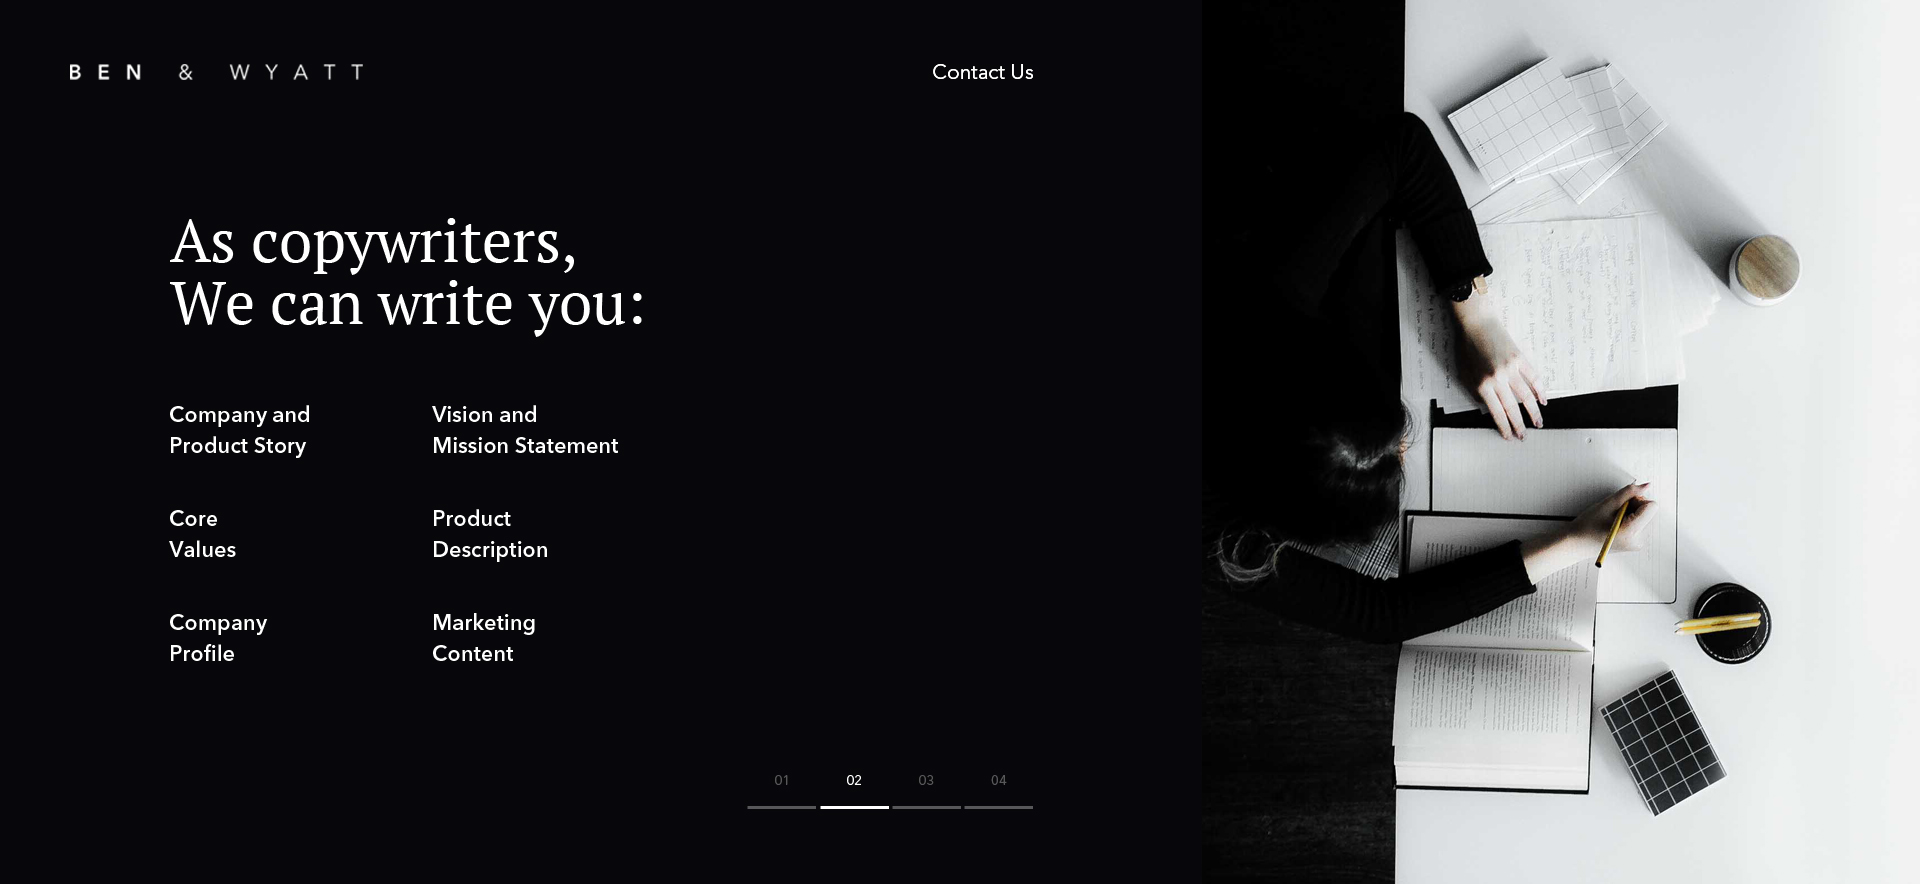 BEN & WYATT
Contact Us
As copywriters,
We can write you:
Company and
Product Story
Vision and
Mission Statement
Core
Values
Product
Description
Company
Profile
Marketing
Content
01
02
03
04